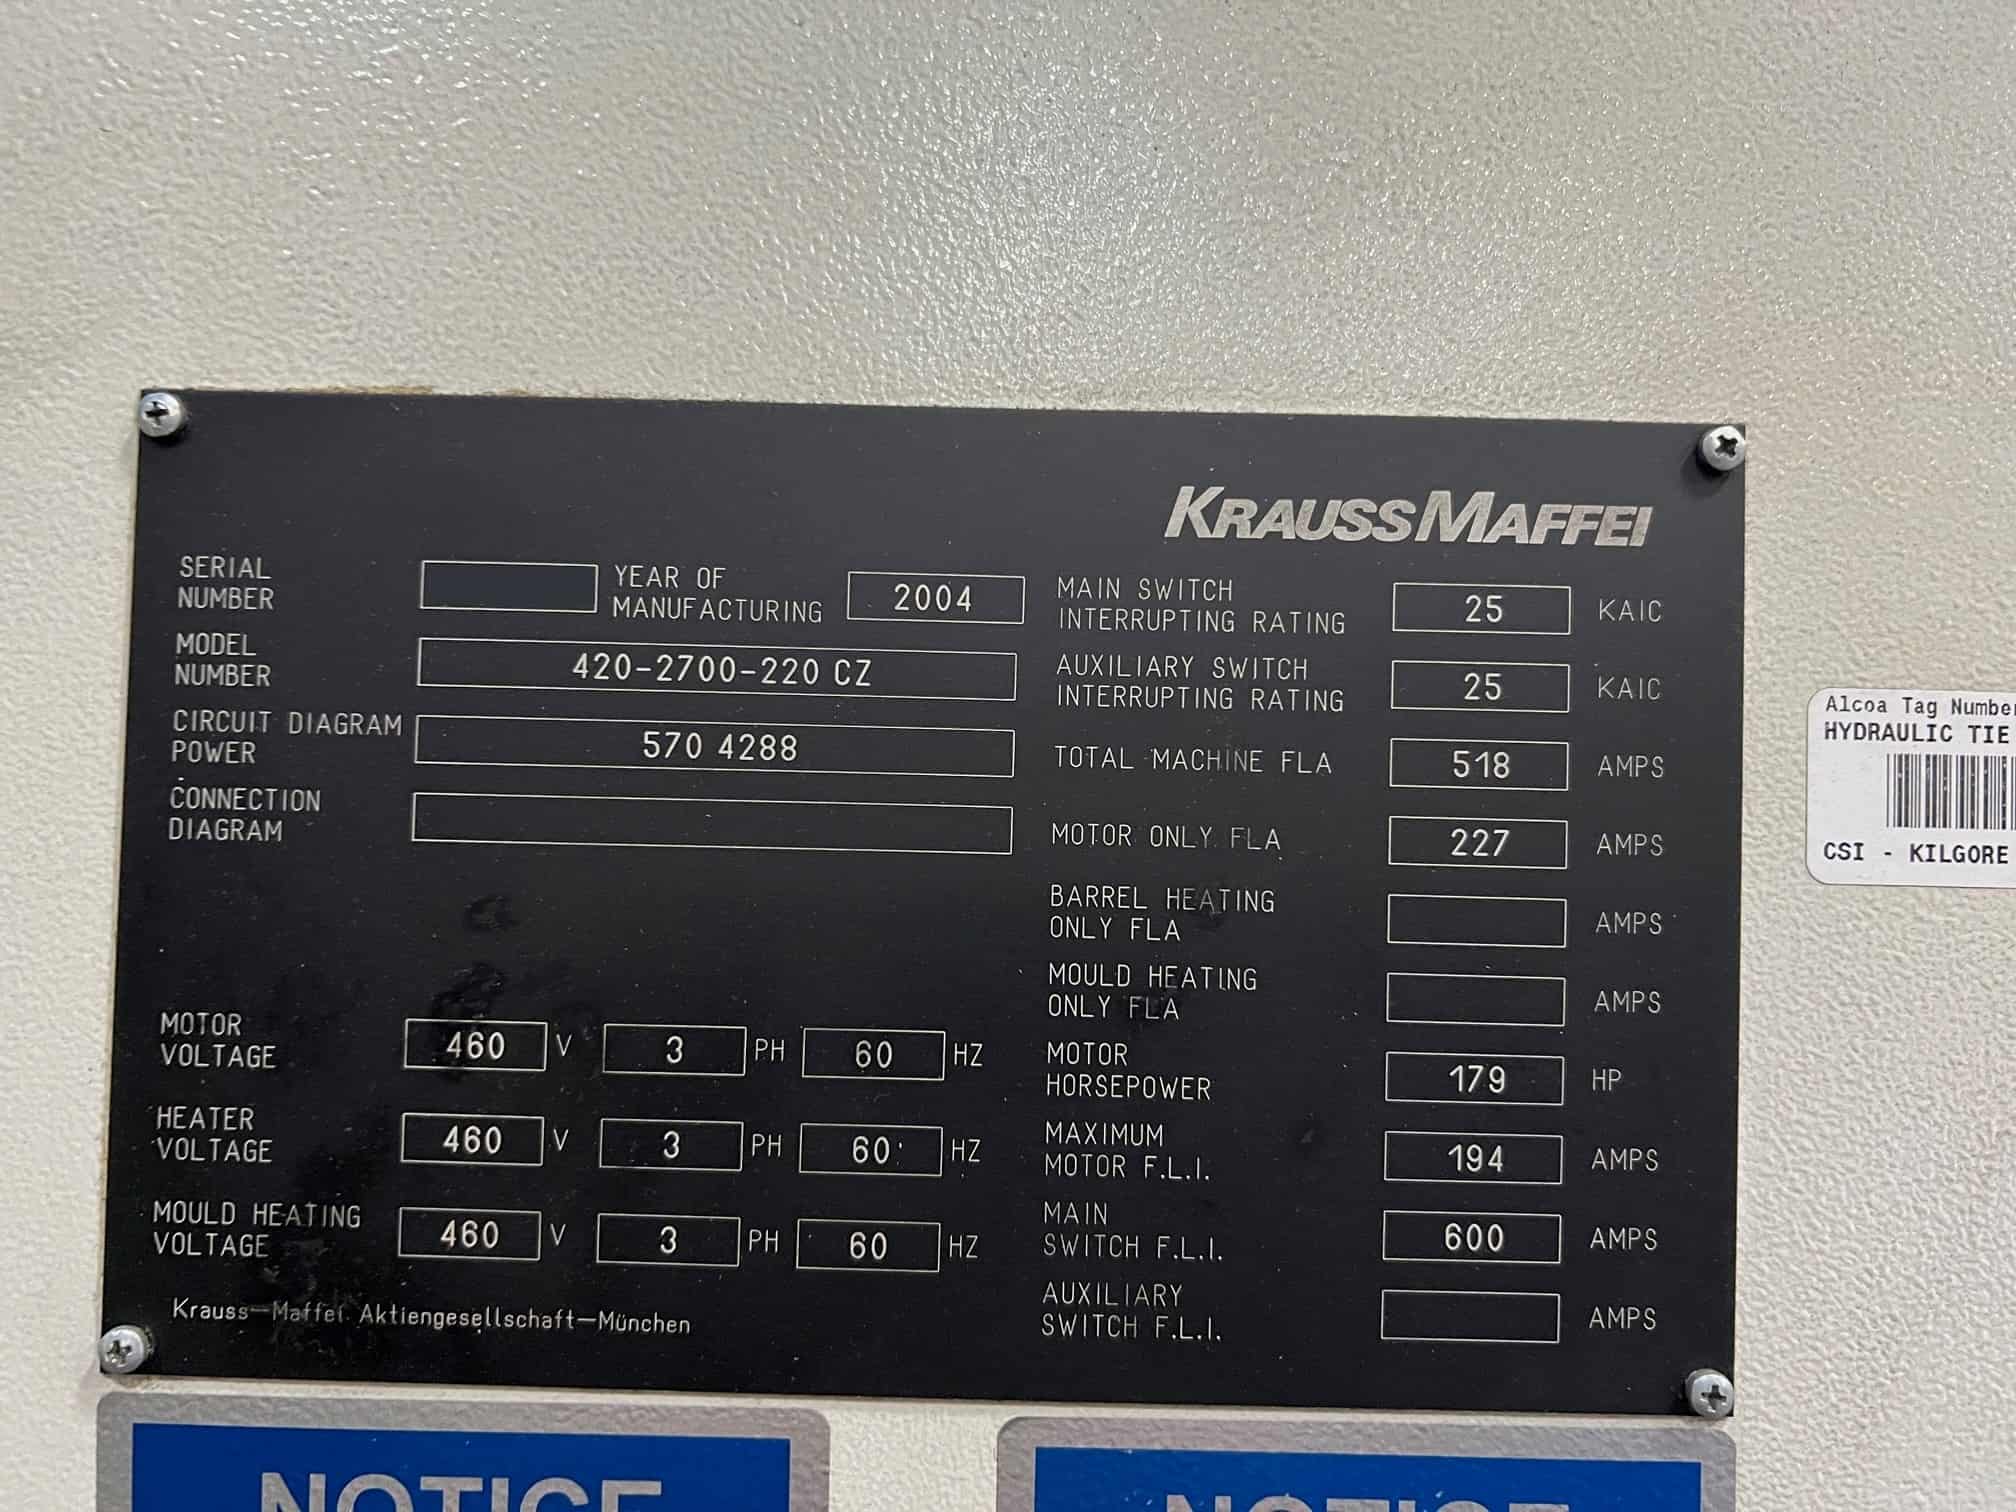 KRAUSSMAFFEI
SERIAL
NUMBER
YEAR OF
MANUFACTURING
2004
MODEL
NUMBER
420-2700-220 CZ
CIRCUIT DIAGRAM
POWER
570 4288
CONNECTION
DIAGRAM
MOTOR
VOLTAGE
460 V 3 PH 60 HZ
HEATER
VOLTAGE
460 V 3 PH 60 HZ
MOULD HEATING
VOLTAGE
460 V 3 PH 60 HZ
Krauss-Maffei Aktiengesellschaft-München
MAIN SWITCH
INTERRUPTING RATING
25 KAIC
AUXILIARY SWITCH
INTERRUPTING RATING
25 KAIC
TOTAL MACHINE FLA 518 AMPS
MOTOR ONLY FLA 227 AMPS
BARREL HEATING
ONLY FLA
AMPS
MOULD HEATING
ONLY FLA
AMPS
MOTOR
HORSEPOWER
179 HP
MAXIMUM
MOTOR F.L.I.
194 AMPS
MAIN
SWITCH F.L.I.
600 AMPS
AUXILIARY
SWITCH F.L.I.
AMPS
Alcoa Tag Number
HYDRAULIC TIE
CSI - KILGORE
NOTICE
NOTICE